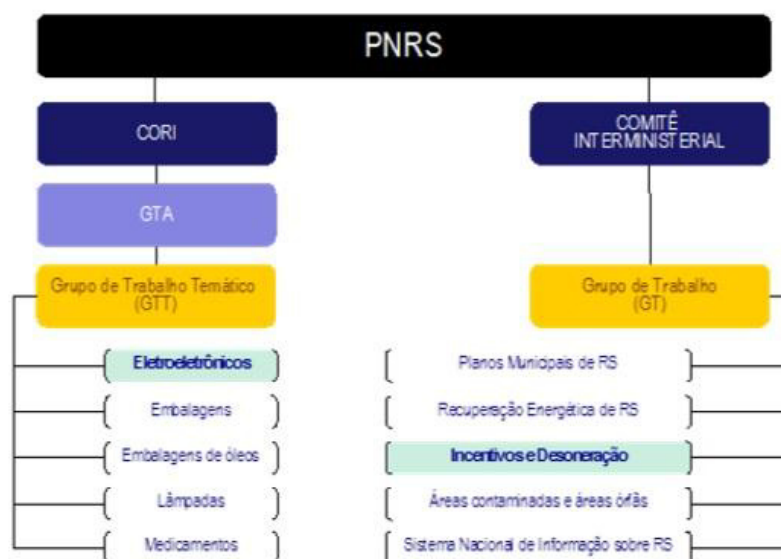 PNRS
CORI
COMITÊ
INTERMINISTERIAL
GTA
Grupo de Trabalho Temático
(GTT)
Grupo de Trabalho
(GT)
Eletroeletrônicos
Planos Municipais de RS
Embalagens
Recuperação Energética de RS
Embalagens de óleos
Incentivos e Desoneração
Lâmpadas
Áreas contaminadas e áreas órfãs
Medicamentos
Sistema Nacional de Informação sobre RS